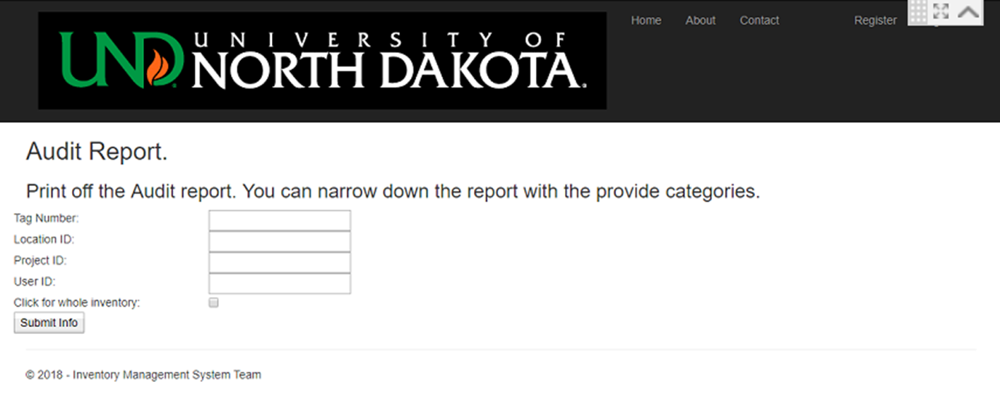 Home About Contact Register
UND
UNIVERSITY OF
NORTH DAKOTA.
Audit Report.
Print off the Audit report. You can narrow down the report with the provide categories.
Tag Number:
Location ID:
Project ID:
User ID:
Click for whole inventory:
Submit Info
© 2018 - Inventory Management System Team